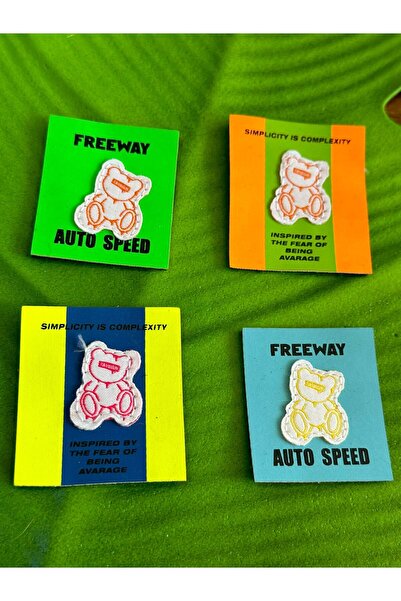 FREEWAY
AUTO SPEED
SIMPLICITY IS COMPLEXITY
INSPIRED BY
THE FEAR OF
BEING
AVARAGE
SIMPLICITY IS COMPLEXITY
INSPIRED BY
THE FEAR OF
BEING
AVARAGE
FREEWAY
AUTO SPEED